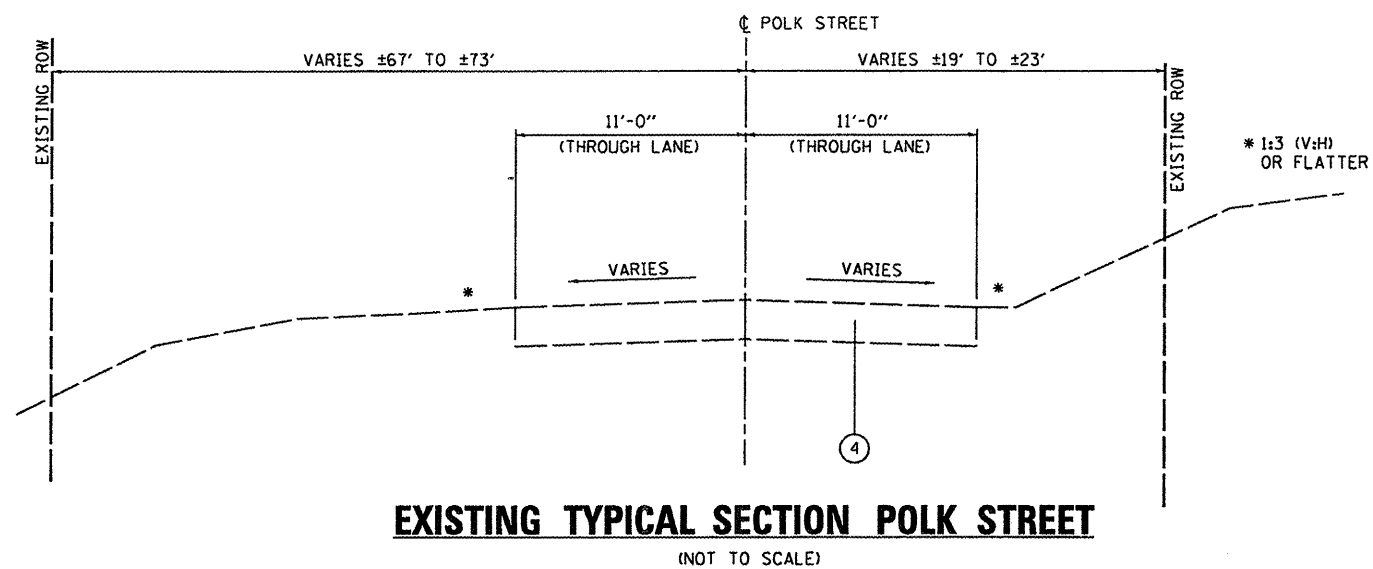 ℄ POLK STREET
EXISTING ROW
VARIES ±67' TO ±73'
VARIES ±19' TO ±23'
EXISTING ROW
11'-0"
(THROUGH LANE)
11'-0"
(THROUGH LANE)
* 1:3 (V:H)
OR FLATTER
*
VARIES
VARIES
*
4
EXISTING TYPICAL SECTION POLK STREET
(NOT TO SCALE)